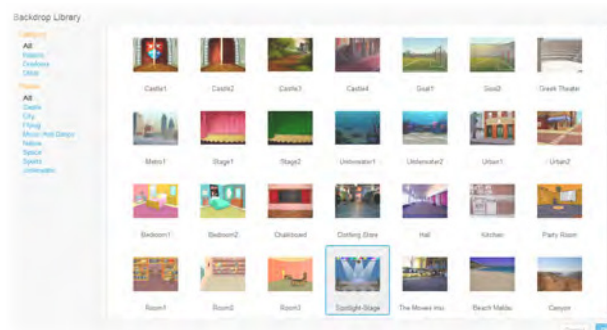 Backdrop Library
Category
All
Indoors
Outdoors
Other
Theme
All
Castle
City
Flying
Music and Dance
Nature
Space
Sports
Underwater
Castle1 Castle2 Castle3 Castle4 Goal1 Goal2 Greek Theater
Metro1 Stage1 Stage2 Underwater1 Underwater2 Urban1 Urban2
Bedroom1 Bedroom2 Chalkboard Clothing Store Hall Kitchen Party Room
Room1 Room2 Room3 Spotlight-Stage The Movies Beach Malibu Canyon